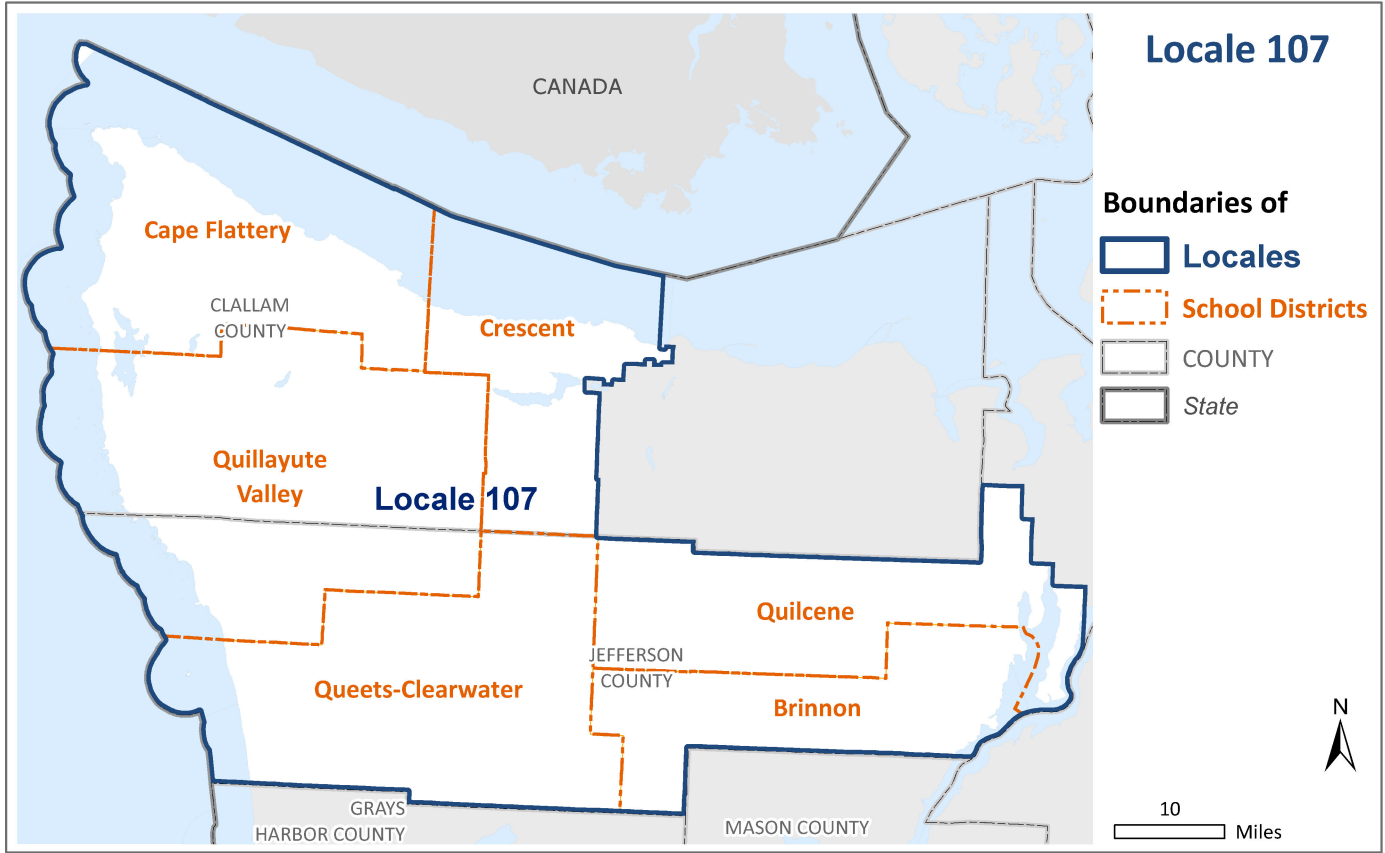 Locale 107
CANADA
Boundaries of
Locales
School Districts
COUNTY
State
Cape Flattery
CLALLAM
COUNTY
Crescent
Quillayute
Valley
Locale 107
Quilcene
JEFFERSON
COUNTY
Queets-Clearwater
Brinnon
GRAYS
HARBOR COUNTY
MASON COUNTY
N
10
Miles